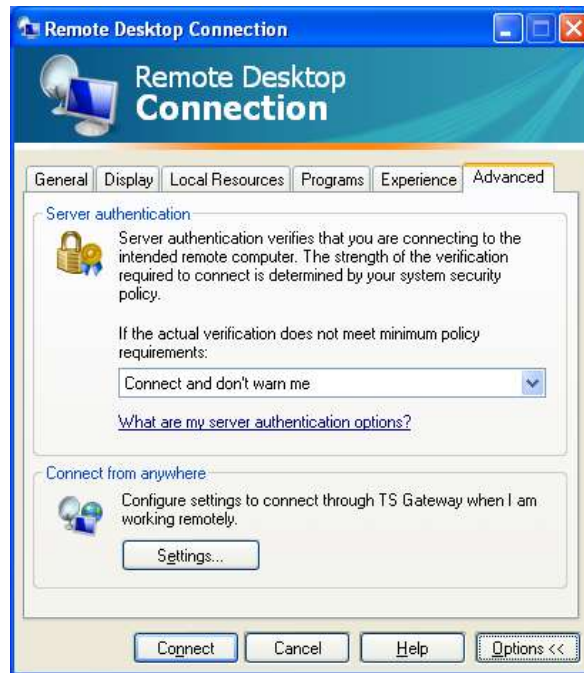 Remote Desktop Connection
Remote Desktop
Connection
General Display Local Resources Programs Experience Advanced
Server authentication
Server authentication verifies that you are connecting to the
intended remote computer. The strength of the verification
required to connect is determined by your system security
policy.
If the actual verification does not meet minimum policy
requirements:
Connect and don't warn me
What are my server authentication options?
Connect from anywhere
Configure settings to connect through TS Gateway when I am
working remotely.
Settings...
Connect Cancel Help Options <<